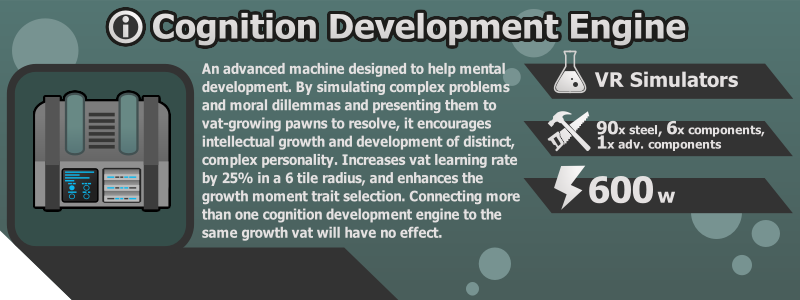 Cognition Development Engine
An advanced machine designed to help mental
development. By simulating complex problems
and moral dillemmas and presenting them to
vat-growing pawns to resolve, it encourages
intellectual growth and development of distinct,
complex personality. Increases vat learning rate
by 25% in a 6 tile radius, and enhances the
growth moment trait selection. Connecting more
than one cognition development engine to the
same growth vat will have no effect.
VR Simulators
90x steel, 6x components,
1x adv. components
600 w